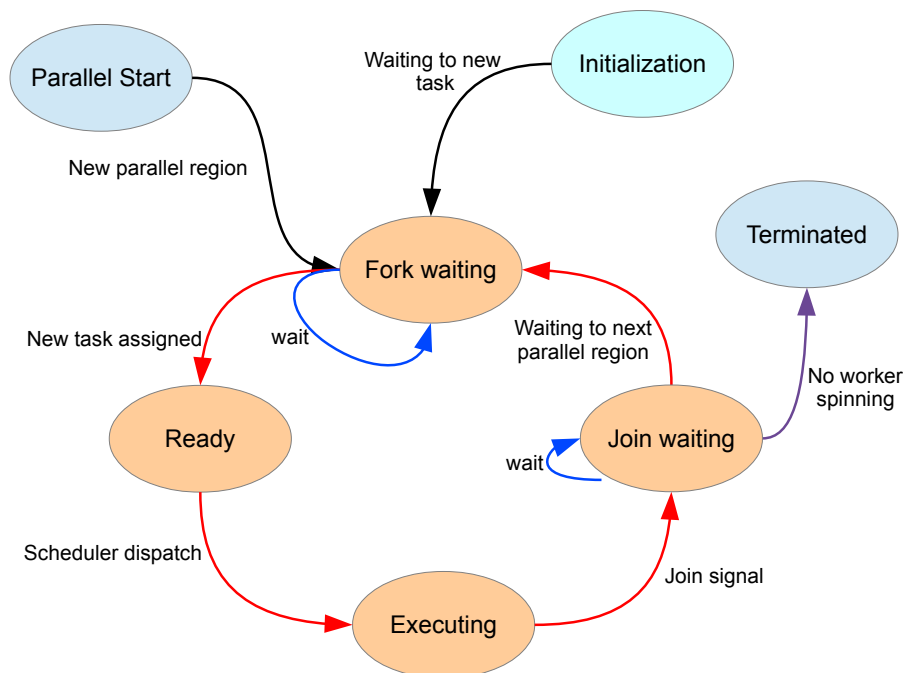 Parallel Start
Waiting to new
task
Initialization
New parallel region
Terminated
Fork waiting
New task assigned
wait
Waiting to next
parallel region
No worker
spinning
Ready
Join waiting
wait
Scheduler dispatch
Join signal
Executing